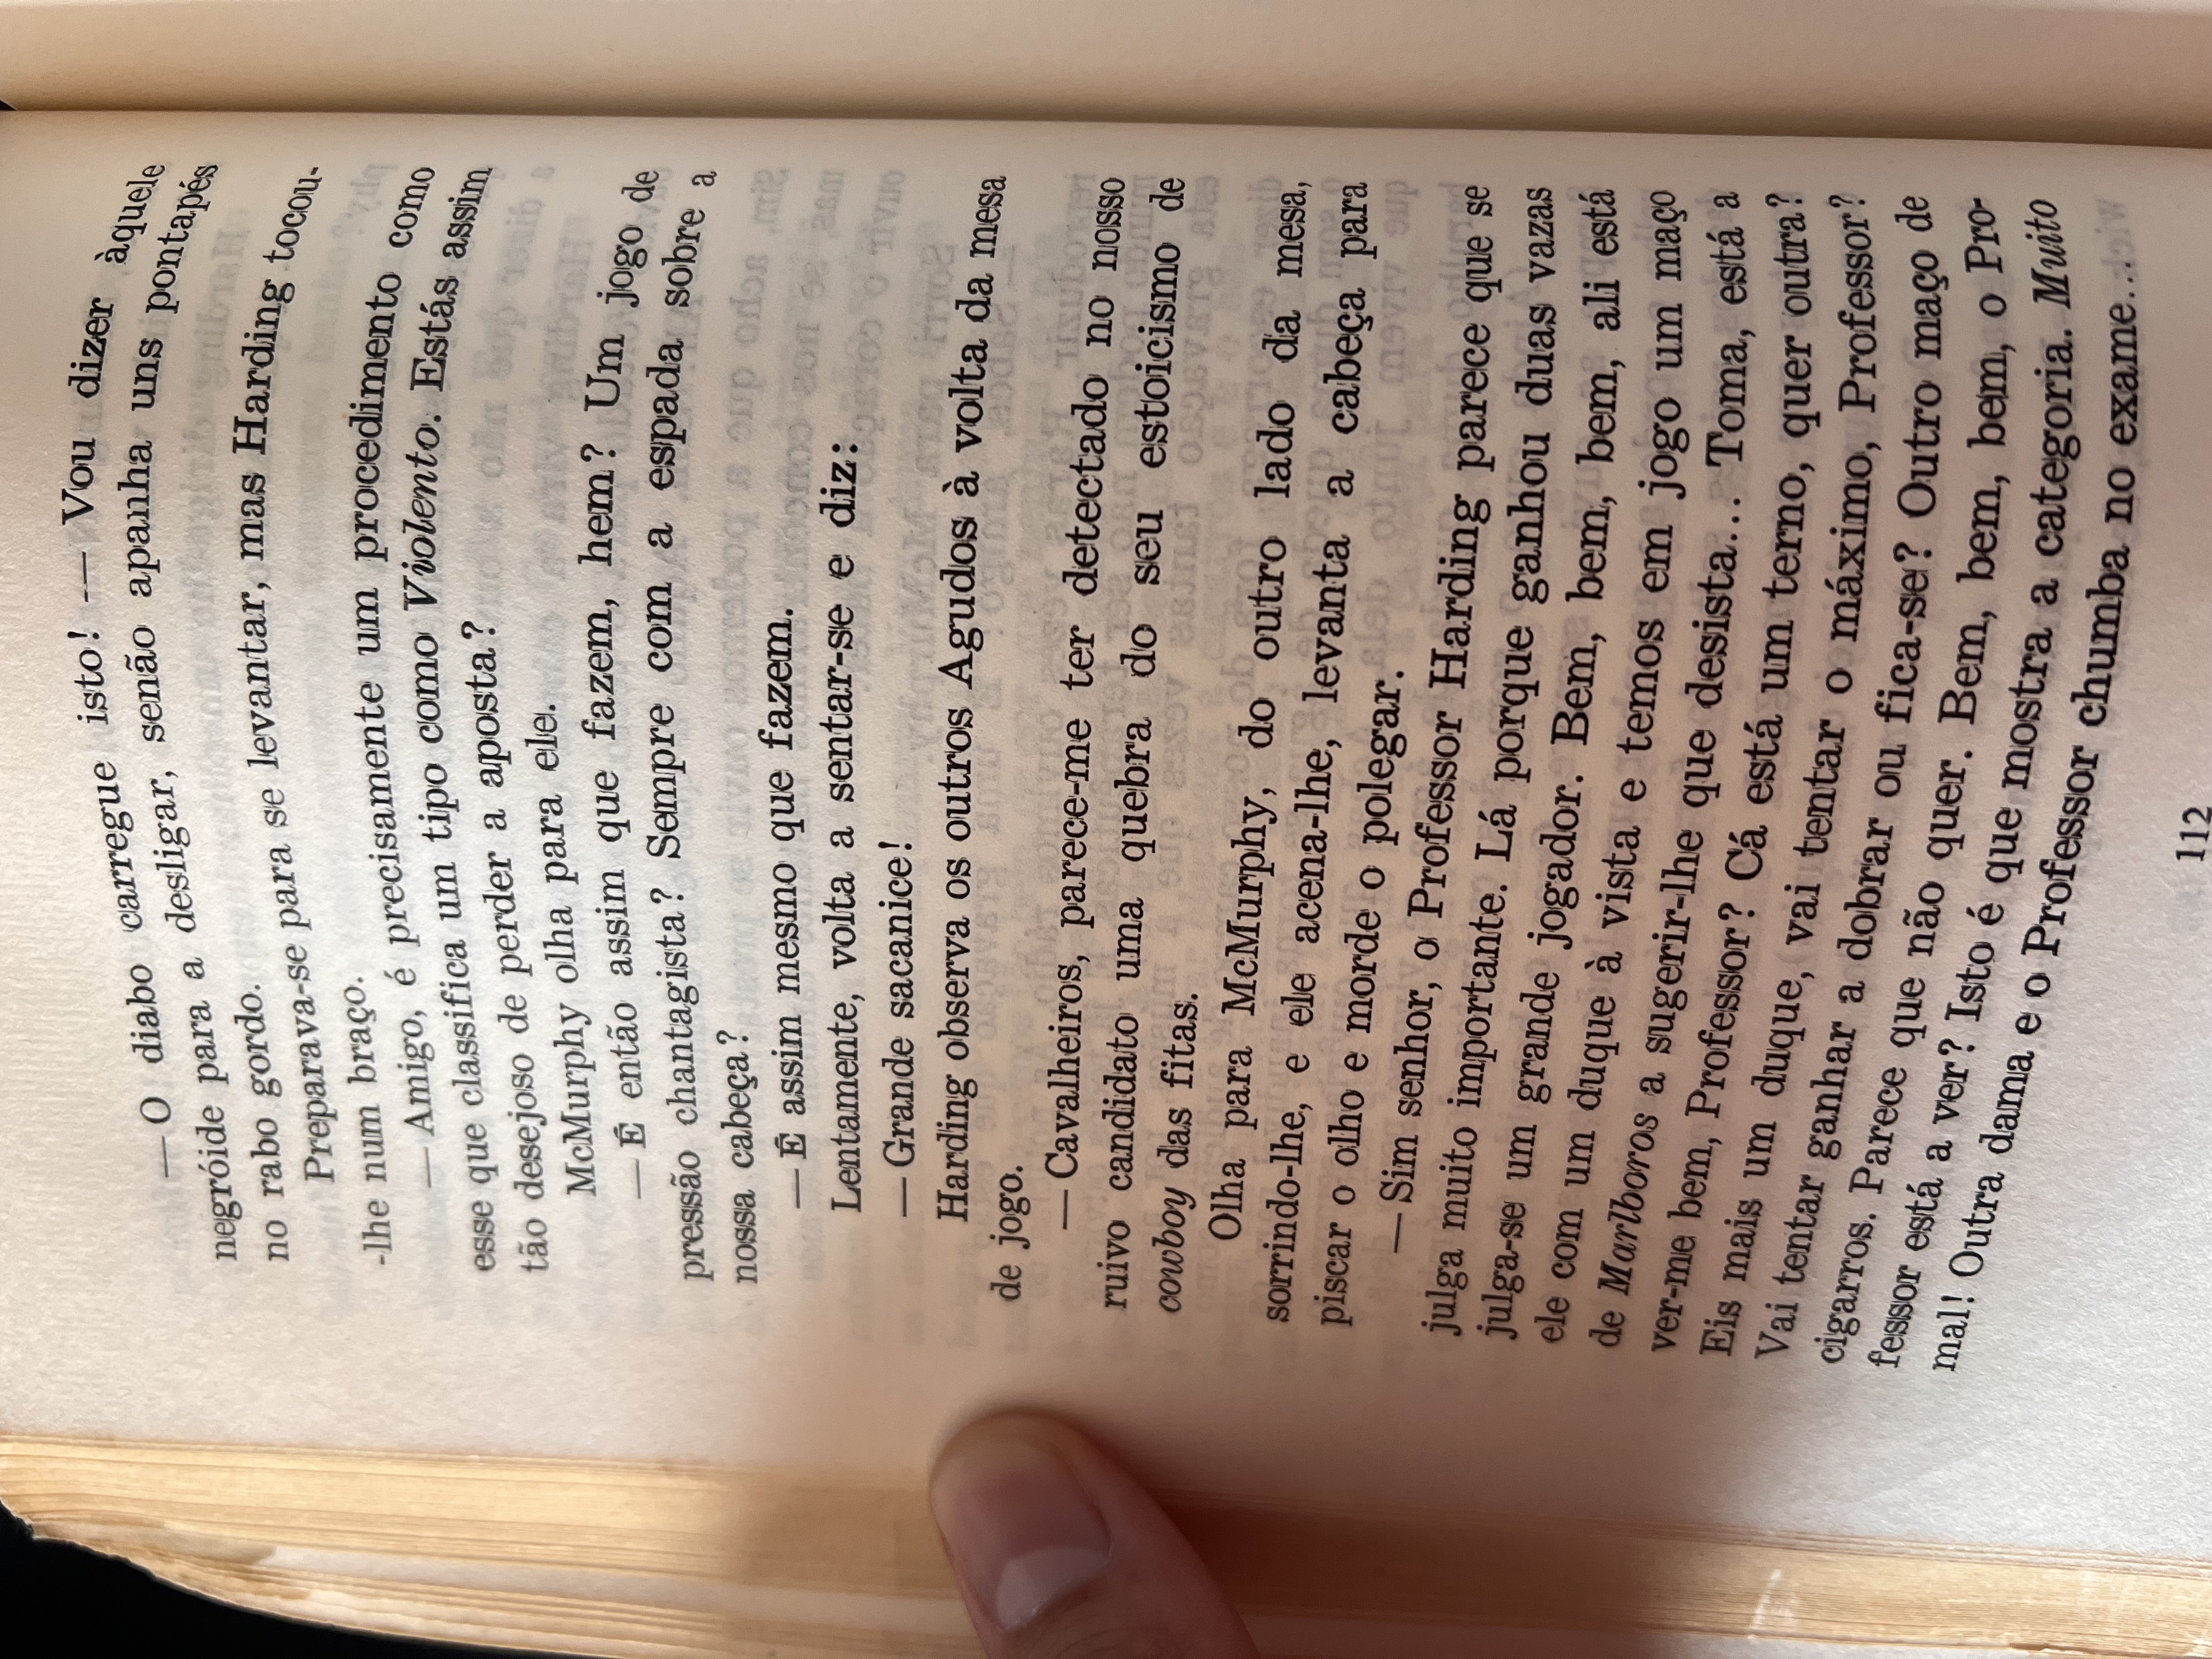 — O diabo carregue isto! — Vou dizer àquele
negróide para a desligar, senão apanha uns pontapés
no rabo gordo.
Preparava-se para se levantar, mas Harding tocou-
-lhe num braço.
— Amigo, é precisamente um procedimento como
esse que classifica um tipo como Violento. Estás assim
tão desejoso de perder a aposta?
McMurphy olha para ele.
— É então assim que fazem, hem? Um jogo de
pressão chantagista? Sempre com a espada sobre a
nossa cabeça?
— É assim mesmo que fazem.
Lentamente, volta a sentar-se e diz:
— Grande sacanice!
Harding observa os outros Agudos à volta da mesa
de jogo.
— Cavalheiros, parece-me ter detectado no nosso
ruivo candidato uma quebra do seu estoicismo de
cowboy das fitas.
Olha para McMurphy, do outro lado da mesa,
sorrindo-lhe, e ele acena-lhe, levanta a cabeça para
piscar o olho e morde o polegar.
— Sim senhor, o Professor Harding parece que se
julga muito importante. Lá porque ganhou duas vazas
julga-se um grande jogador. Bem, bem, bem, ali está
ele com um duque à vista e temos em jogo um maço
de Marlboros a sugerir-lhe que desista... Toma, está a
ver-me bem, Professor? Cá está um terno, quer outra?
Eis mais um duque, vai tentar o máximo, Professor?
Vai tentar ganhar a dobrar ou fica-se? Outro maço de
cigarros. Parece que não quer. Bem, bem, bem, o Pro-
fessor está a ver? Isto é que mostra a categoria. Muito
mal! Outra dama e o Professor chumba no exame...
112